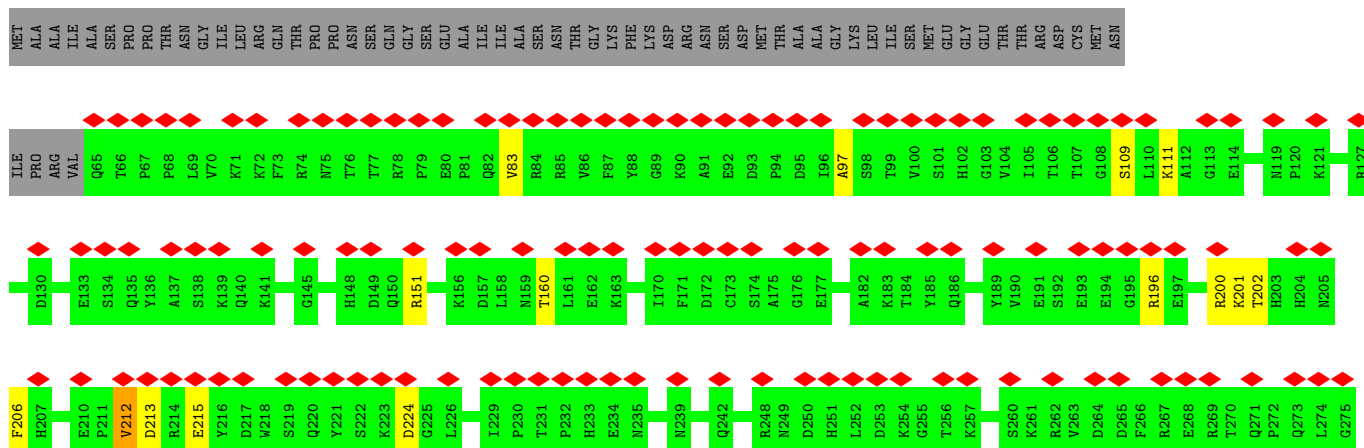 MET ALA ALA ILE ALA SER PRO PRO THR ASN GLY ILE LEU ARG GLN THR PRO PRO ASN SER GLN GLY SER GLU ALA ILE ILE ALA SER ASN THR GLY LYS PHE LYS ASP ARG ASN SER ASP MET THR ALA ALA GLY LYS LEU ILE SER MET GLU GLY GLU THR THR ARG ASP CYS MET ASN
ILE PRO ARG VAL Q65 T66 P67 P68 L69 V70 K71 K72 F73 R74 N75 T76 T77 R78 P79 E80 P81 Q82 V83 R84 R85 V86 F87 Y88 G89 K90 A91 E92 D93 P94 D95 I96 A97 S98 T99 V100 S101 H102 G103 V104 I105 T106 T107 G108 S109 L110 K111 A112 G113 E114 N119 P120 K121 R127
D130 E133 S134 Q135 Y136 A137 S138 K139 Q140 K141 G145 H148 D149 Q150 R151 K156 D157 L158 N159 T160 L161 E162 K163 I170 F171 D172 C173 S174 A175 G176 E177 A182 K183 T184 Y185 Q186 Y189 V190 E191 S192 E193 E194 G195 R196 E197 R200 K201 T202 H203 H204 N205
F206 H207 E210 P211 V212 D213 R214 E215 Y216 D217 W218 S219 Q220 Y221 S222 K223 D224 G225 L226 I229 P230 T231 P232 H233 E234 N235 N239 Q242 R248 N249 D250 H251 L252 D253 K254 G255 T256 K257 S260 K261 R262 V263 D264 D265 F266 R267 E268 R269 T270 Q271 P272 Q273 L274 G275